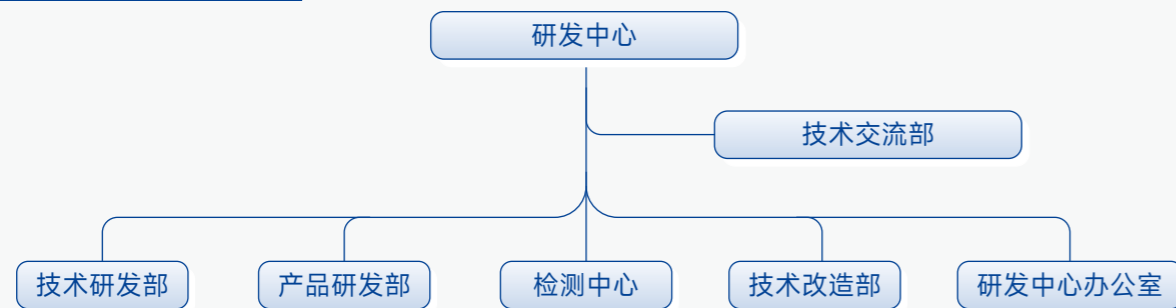 研发中心
技术交流部
技术研发部
产品研发部
检测中心
技术改造部
研发中心办公室